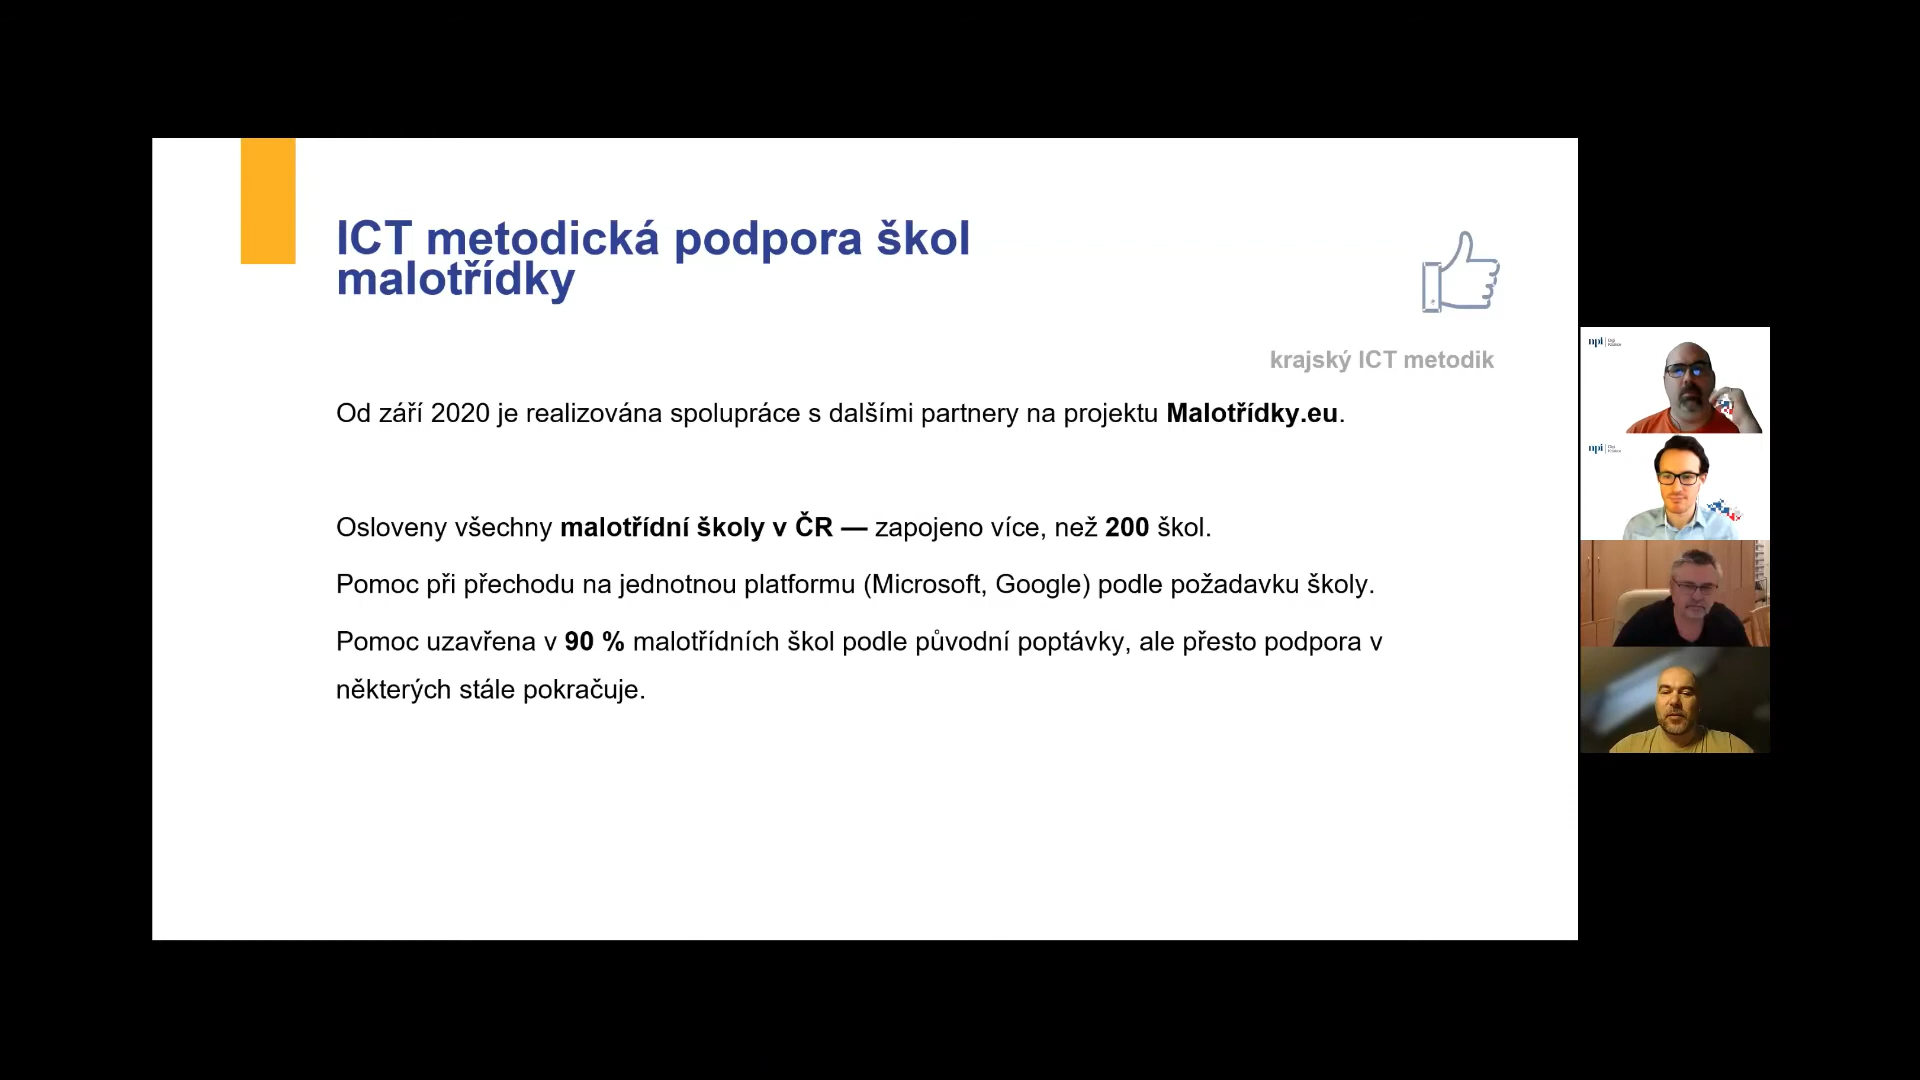 ICT metodická podpora škol
malotřídky
krajský ICT metodik
Od září 2020 je realizována spolupráce s dalšími partnery na projektu Malotřídky.eu.
Osloveny všechny malotřídní školy v ČR — zapojeno více, než 200 škol.
Pomoc při přechodu na jednotnou platformu (Microsoft, Google) podle požadavku školy.
Pomoc uzavřena v 90 % malotřídních škol podle původní poptávky, ale přesto podpora v
některých stále pokračuje.
npi
npi